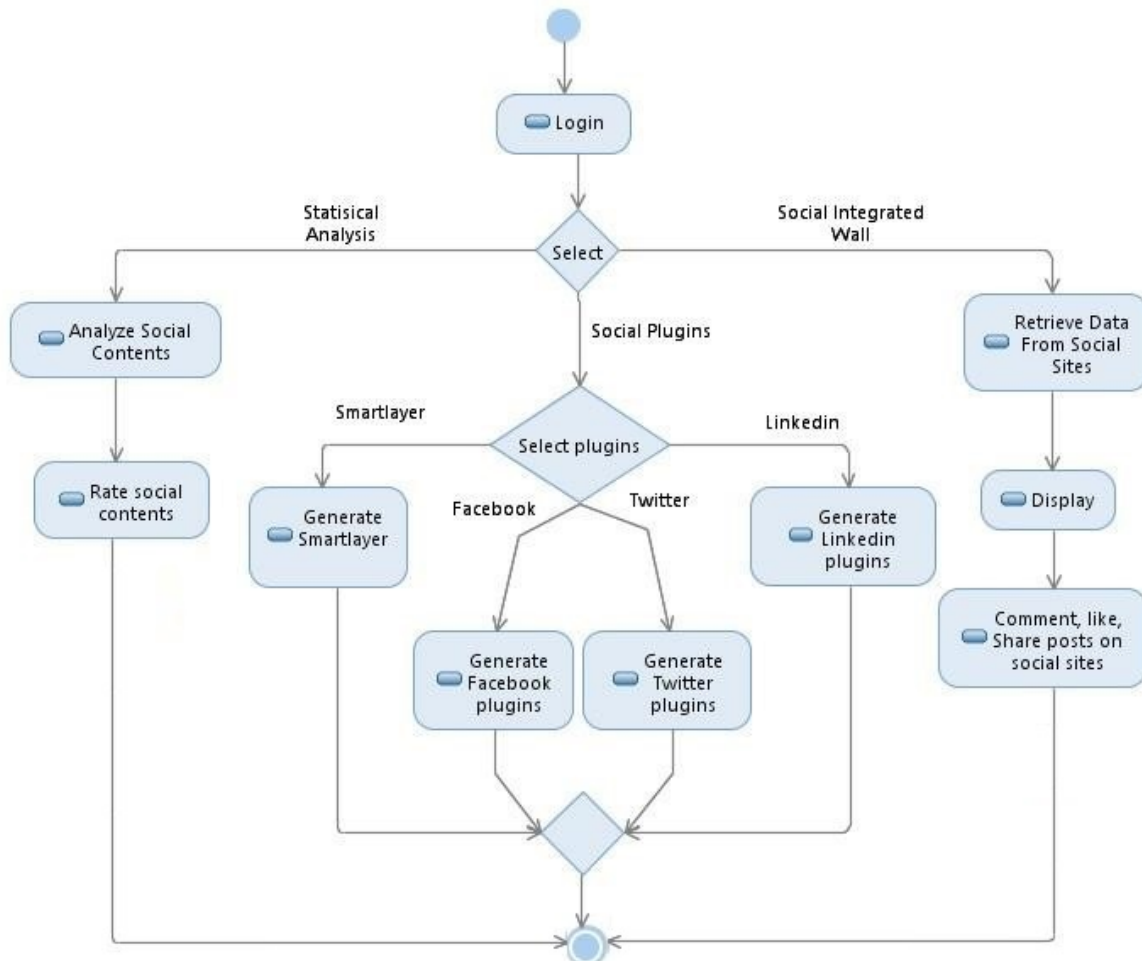 Login
Statisical
Analysis
Social Integrated
Wall
Select
Analyze Social
Contents
Social Plugins
Retrieve Data
From Social
Sites
Smartlayer
Select plugins
Linkedin
Rate social
contents
Generate
Smartlayer
Facebook
Twitter
Generate
Linkedin
plugins
Display
Generate
Facebook
plugins
Generate
Twitter
plugins
Comment, like,
Share posts on
social sites